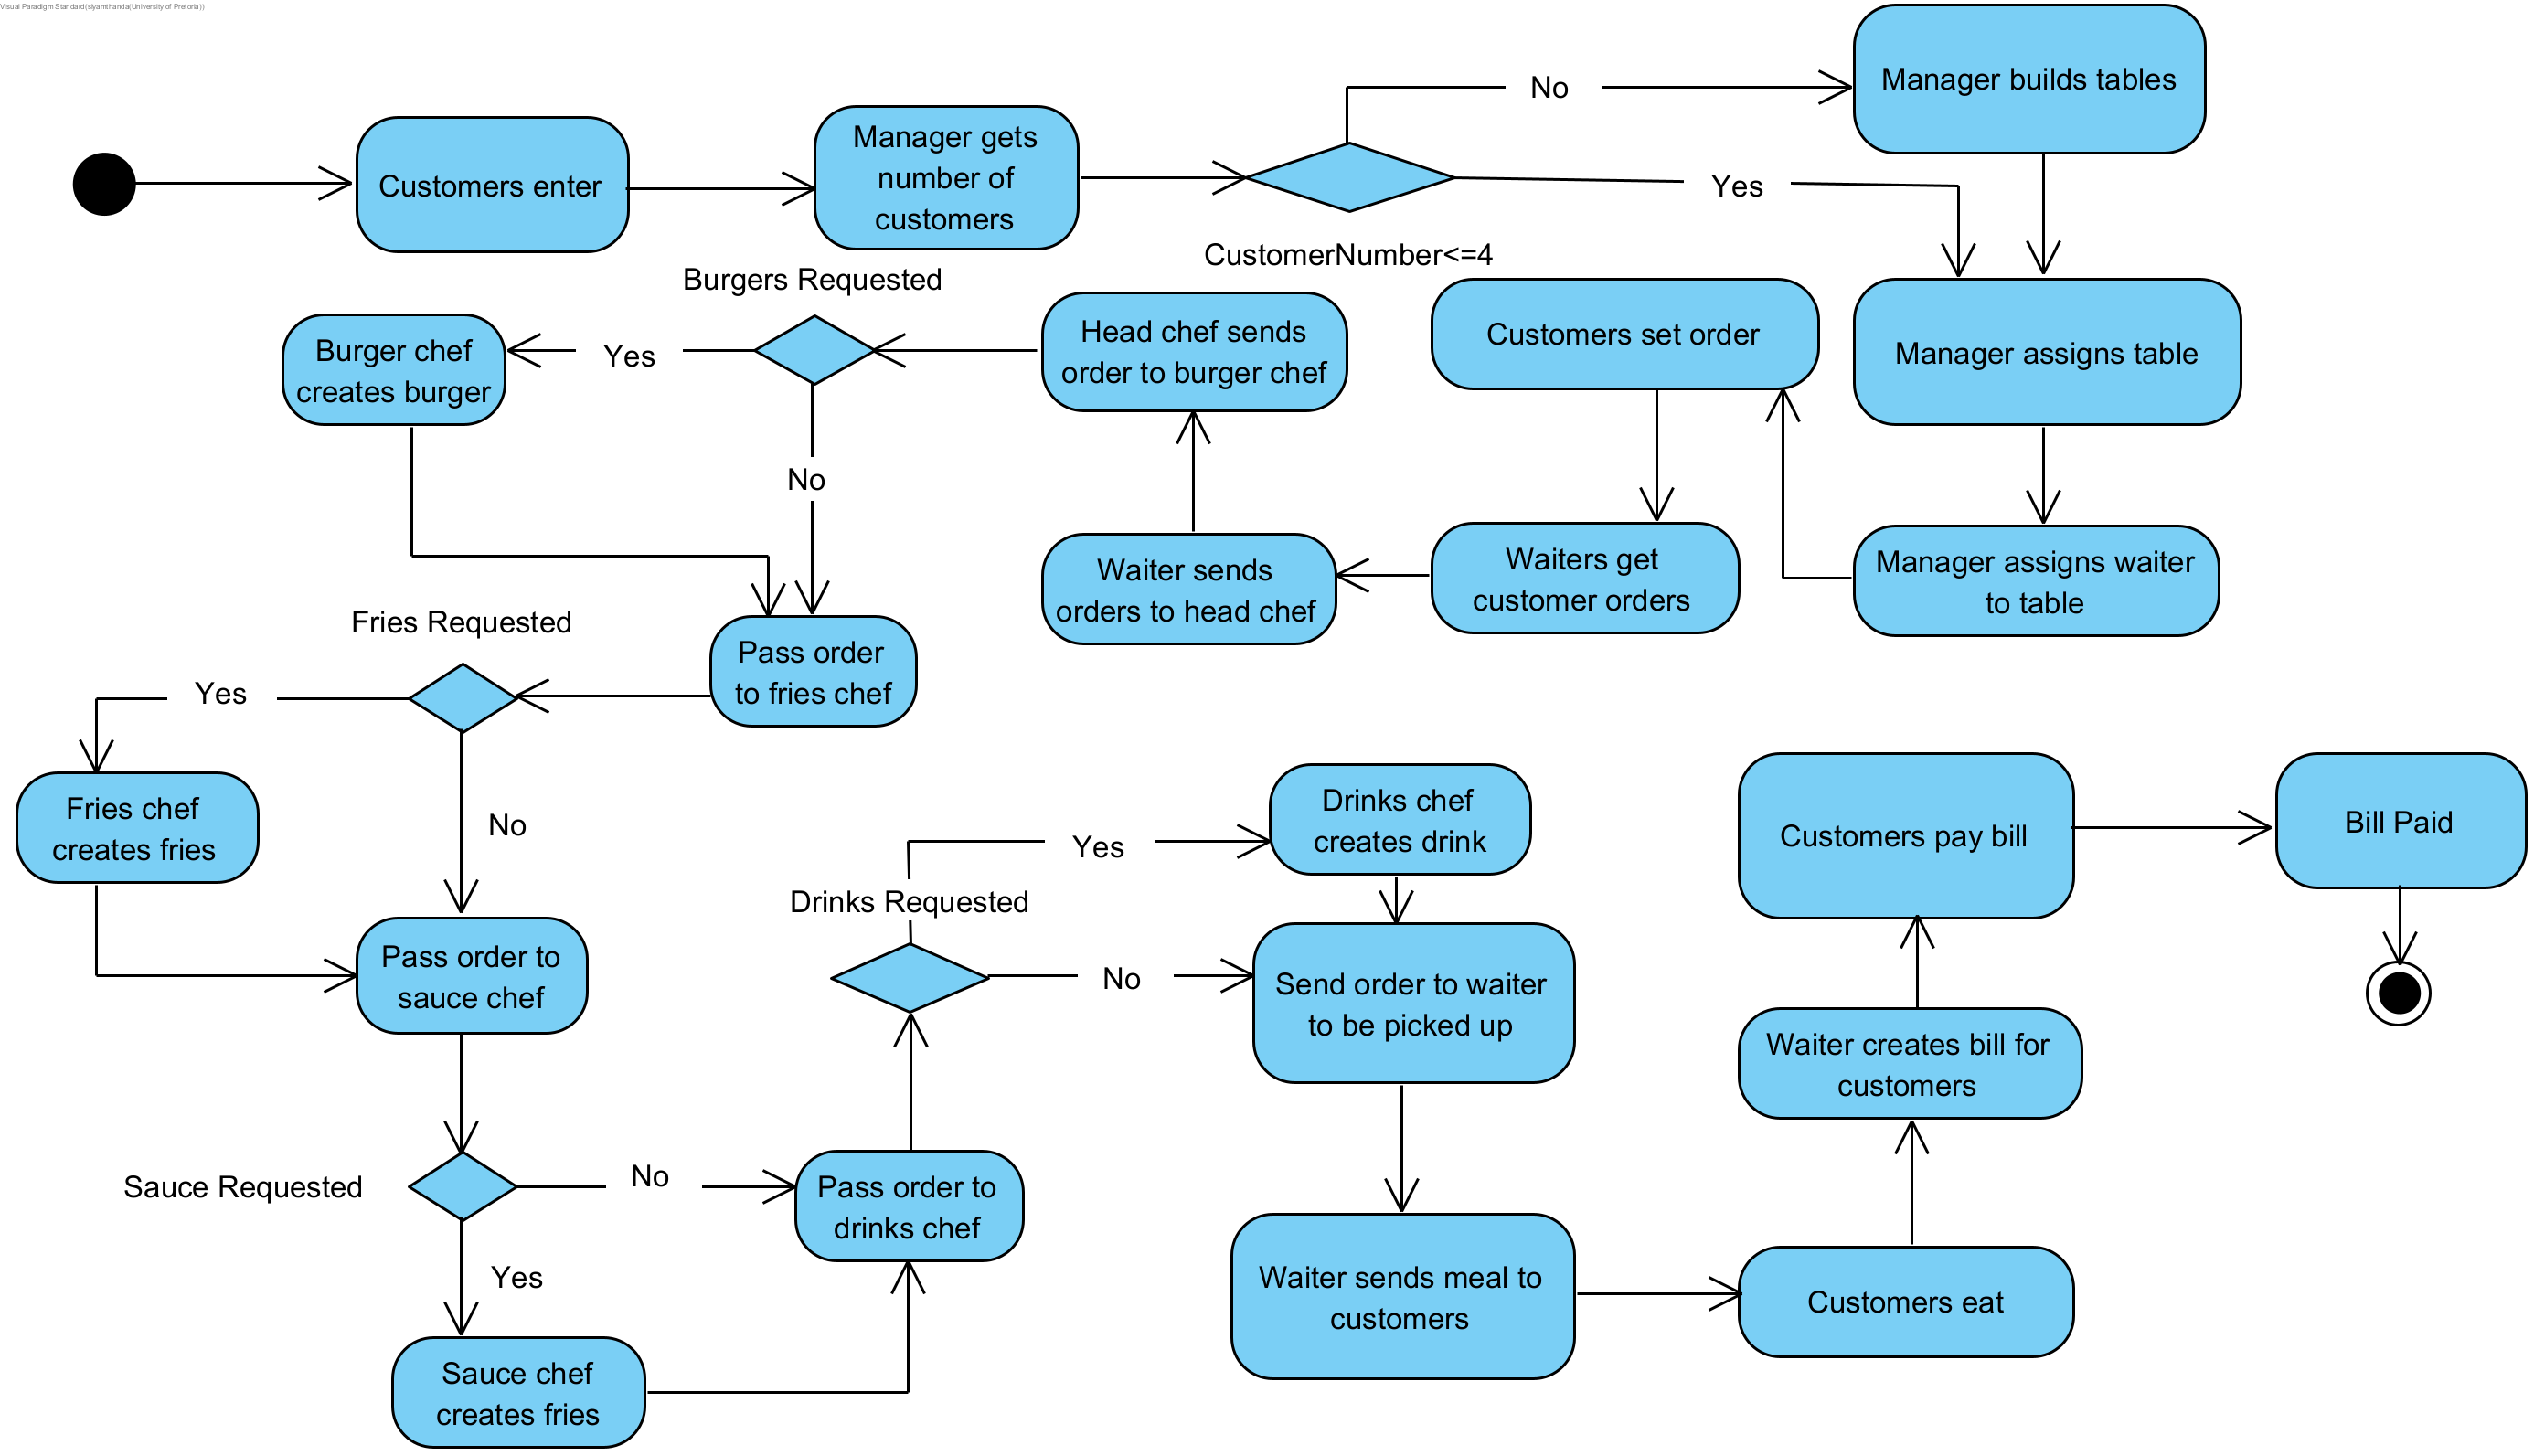 Visual Paradigm Standard(siyamthanda(University of Pretoria))
Manager builds tables
No
Customers enter
Manager gets
number of
customers
Yes
CustomerNumber<=4
Burgers Requested
Burger chef
creates burger
Yes
Head chef sends
order to burger chef
Customers set order
Manager assigns table
No
Waiter sends
orders to head chef
Waiters get
customer orders
Manager assigns waiter
to table
Fries Requested
Pass order
to fries chef
Yes
Fries chef
creates fries
No
Drinks chef
creates drink
Yes
Customers pay bill
Bill Paid
Drinks Requested
Pass order to
sauce chef
No
Send order to waiter
to be picked up
Waiter creates bill for
customers
Sauce Requested
No
Pass order to
drinks chef
Yes
Waiter sends meal to
customers
Customers eat
Sauce chef
creates fries